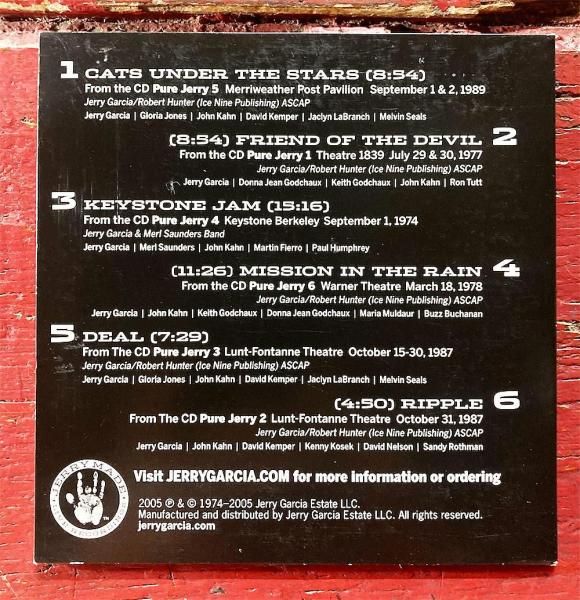 1 CATS UNDER THE STARS (8:54)
From the CD Pure Jerry 5 Merriweather Post Pavilion September 1 & 2, 1989
Jerry Garcia/Robert Hunter (Ice Nine Publishing) ASCAP
Jerry Garcia | Gloria Jones | John Kahn | David Kemper | Jaclyn LaBranch | Melvin Seals
(8:54) FRIEND OF THE DEVIL 2
From the CD Pure Jerry 1 Theatre 1839 July 29 & 30, 1977
Jerry Garcia/Robert Hunter (Ice Nine Publishing) ASCAP
Jerry Garcia | Donna Jean Godchaux | Keith Godchaux | John Kahn | Ron Tutt
3 KEYSTONE JAM (15:16)
From the CD Pure Jerry 4 Keystone Berkeley September 1, 1974
Jerry Garcia & Merl Saunders Band
Jerry Garcia | Merl Saunders | John Kahn | Martin Fierro | Paul Humphrey
(11:26) MISSION IN THE RAIN 4
From the CD Pure Jerry 6 Warner Theatre March 18, 1978
Jerry Garcia/Robert Hunter (Ice Nine Publishing) ASCAP
Jerry Garcia | John Kahn | Keith Godchaux | Donna Jean Godchaux | Maria Muldaur | Buzz Buchanan
5 DEAL (7:29)
From The CD Pure Jerry 3 Lunt-Fontanne Theatre October 15-30, 1987
Jerry Garcia/Robert Hunter (Ice Nine Publishing) ASCAP
Jerry Garcia | Gloria Jones | John Kahn | David Kemper | Jaclyn LaBranch | Melvin Seals
(4:50) RIPPLE 6
From The CD Pure Jerry 2 Lunt-Fontanne Theatre October 31, 1987
Jerry Garcia/Robert Hunter (Ice Nine Publishing) ASCAP
Jerry Garcia | John Kahn | David Kemper | Kenny Kosek | David Nelson | Sandy Rothman
JERRY MADE
TM
Visit JERRYGARCIA.COM for more information or ordering
2005 ℗ & © 1974–2005 Jerry Garcia Estate LLC.
Manufactured and distributed by Jerry Garcia Estate LLC. All rights reserved.
jerrygarcia.com